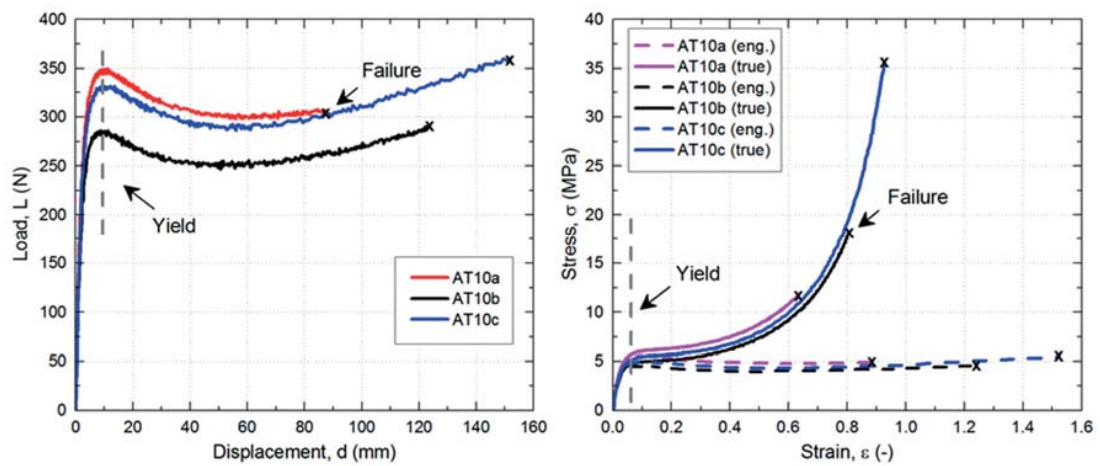 400
350
300
250
200
150
100
50
0
Load, L (N)
0 20 40 60 80 100 120 140 160
Displacement, d (mm)
Failure
Yield
AT10a
AT10b
AT10c
x
x
x
40
35
30
25
20
15
10
5
0
Stress, σ (MPa)
0.0 0.2 0.4 0.6 0.8 1.0 1.2 1.4 1.6
Strain, ε (-)
AT10a (eng.)
AT10a (true)
AT10b (eng.)
AT10b (true)
AT10c (eng.)
AT10c (true)
Failure
Yield
x
x
x
x
x
x